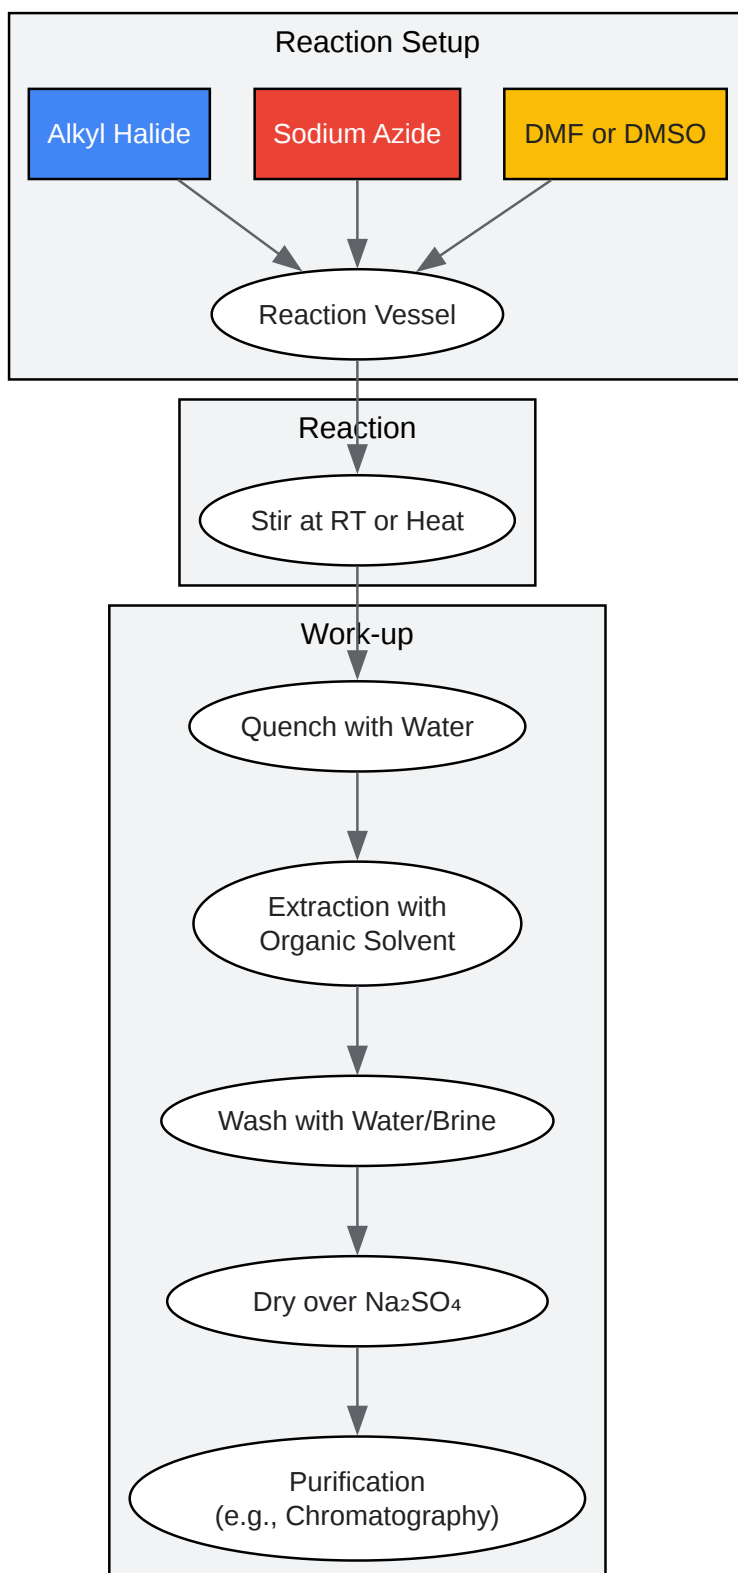 Reaction Setup
Alkyl Halide
Sodium Azide
DMF or DMSO
Reaction Vessel
Reaction
Stir at RT or Heat
Work-up
Quench with Water
Extraction with
Organic Solvent
Wash with Water/Brine
Dry over Na₂SO₄
Purification
(e.g., Chromatography)